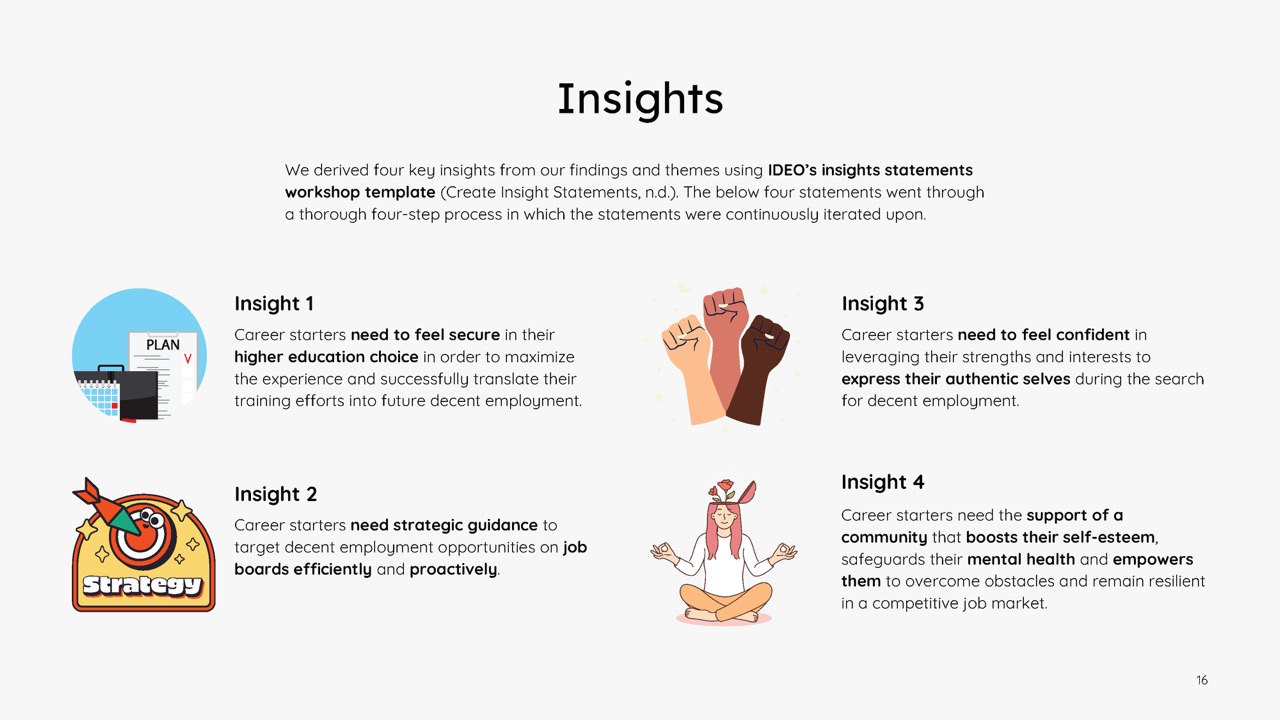 Insights
We derived four key insights from our findings and themes using IDEO’s insights statements
workshop template (Create Insight Statements, n.d.). The below four statements went through
a thorough four-step process in which the statements were continuously iterated upon.
PLAN
Insight 1
Career starters need to feel secure in their
higher education choice in order to maximize
the experience and successfully translate their
training efforts into future decent employment.
Insight 3
Career starters need to feel confident in
leveraging their strengths and interests to
express their authentic selves during the search
for decent employment.
Strategy
Insight 2
Career starters need strategic guidance to
target decent employment opportunities on job
boards efficiently and proactively.
Insight 4
Career starters need the support of a
community that boosts their self-esteem,
safeguards their mental health and empowers
them to overcome obstacles and remain resilient
in a competitive job market.
16